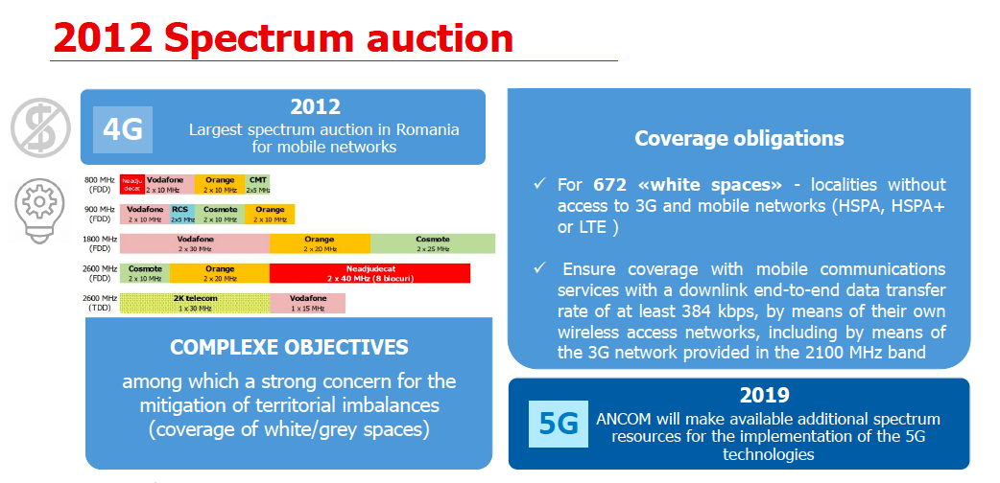 2012 Spectrum auction
4G
2012
Largest spectrum auction in Romania
for mobile networks
800 MHz
(FDD)
Neadju
decat
Vodafone
2 x 10 MHz
Orange
2 x 10 MHz
CMT
2x5 MHz
900 MHz
(FDD)
Vodafone
2 x 10 MHz
RCS
2x5 MHz
Cosmote
2 x 10 MHz
Orange
2 x 10 MHz
1800 MHz
(FDD)
Vodafone
2 x 30 MHz
Orange
2 x 20 MHz
Cosmote
2 x 25 MHz
2600 MHz
(FDD)
Cosmote
2 x 10 MHz
Orange
2 x 20 MHz
Neadjudecat
2 x 40 MHz (8 blocuri)
2600 MHz
(TDD)
2K telecom
1 x 30 MHz
Vodafone
1 x 15 MHz
COMPLEXE OBJECTIVES
among which a strong concern for the
mitigation of territorial imbalances
(coverage of white/grey spaces)
Coverage obligations
✓ For 672 «white spaces» - localities without
access to 3G and mobile networks (HSPA, HSPA+
or LTE )
✓ Ensure coverage with mobile communications
services with a downlink end-to-end data transfer
rate of at least 384 kbps, by means of their own
wireless access networks, including by means of
the 3G network provided in the 2100 MHz band
5G
2019
ANCOM will make available additional spectrum
resources for the implementation of the 5G
technologies